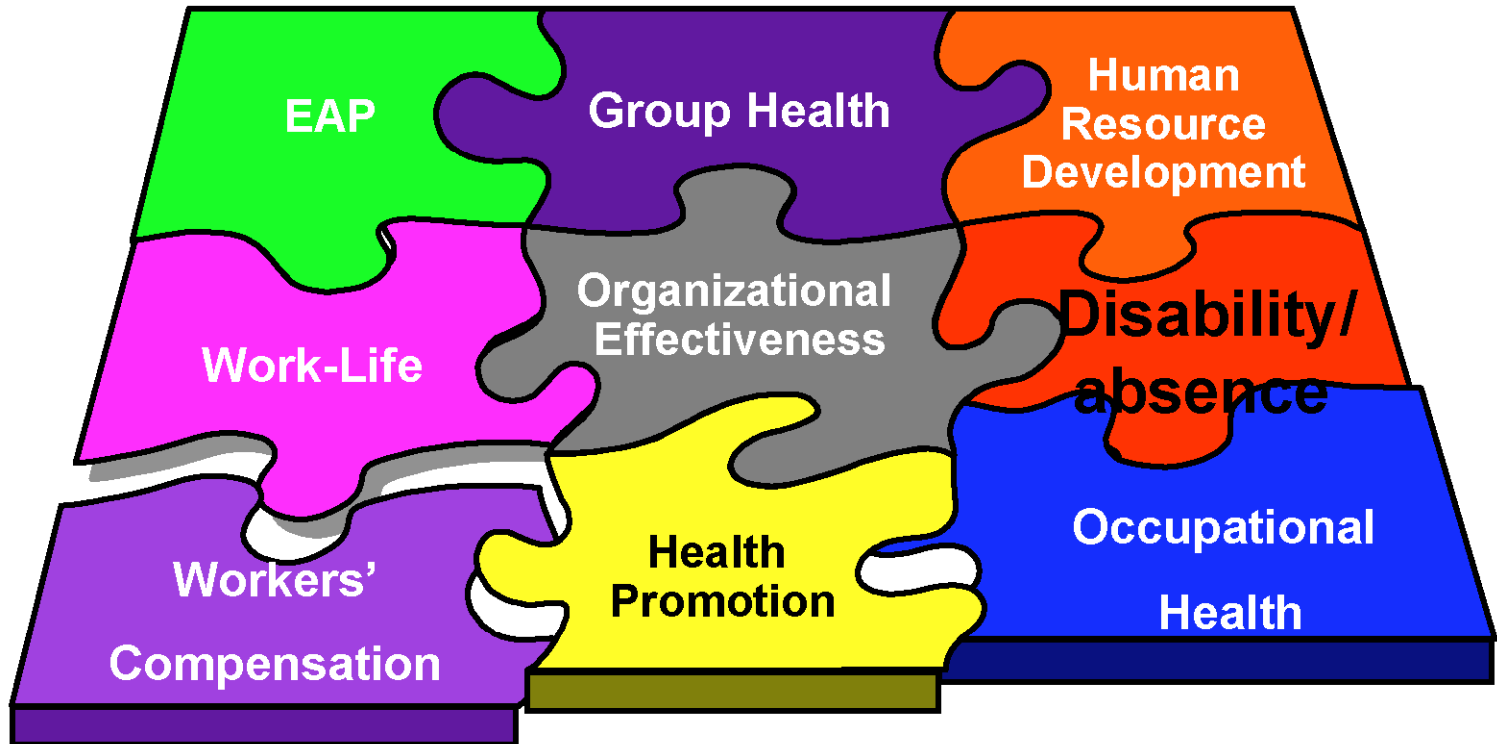 EAP
Group Health
Human
Resource
Development
Work-Life
Organizational
Effectiveness
Disability/
absence
Workers’
Compensation
Health
Promotion
Occupational
Health